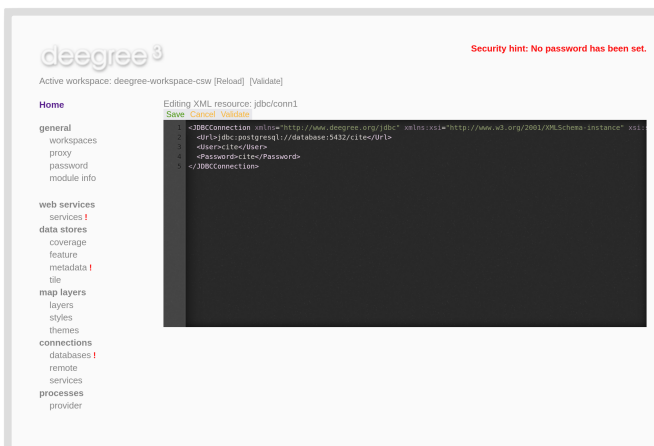 deegree 3
Security hint: No password has been set.
Active workspace: deegree-workspace-csw [Reload] [Validate]
Home
general
workspaces
proxy
password
module info
web services
services !
data stores
coverage
feature
metadata !
tile
map layers
layers
styles
themes
connections
databases !
remote
services
processes
provider
Editing XML resource: jdbc/conn1
Save Cancel Validate
1 <JDBCConnection xmlns="http://www.deegree.org/jdbc" xmlns:xsi="http://www.w3.org/2001/XMLSchema-instance" xsi:
2 <Url>jdbc:postgresql://database:5432/cite</Url>
3 <User>cite</User>
4 <Password>cite</Password>
5 </JDBCConnection>